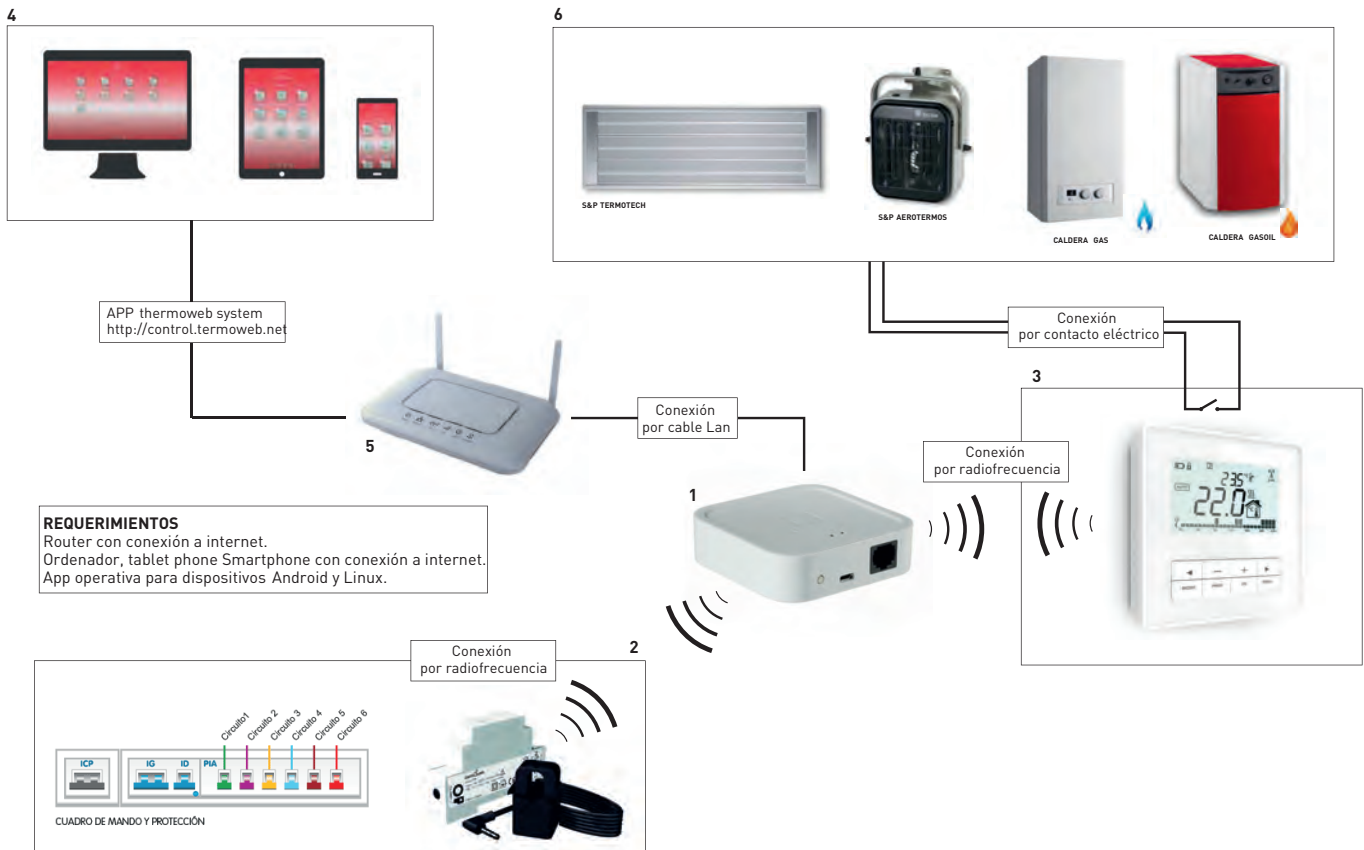 4
6
S&P TERMOTECH
S&P AEROTERMOS
CALDERA GAS
CALDERA GASOIL
APP thermoweb system
http://control.termoweb.net
Conexión
por contacto eléctrico
3
5
Conexión
por cable Lan
Conexión
por radiofrecuencia
1
23.5°
22.0
REQUERIMIENTOS
Router con conexión a internet.
Ordenador, tablet phone Smartphone con conexión a internet.
App operativa para dispositivos Android y Linux.
2
Conexión
por radiofrecuencia
Circuito1
Circuito 2
Circuito 3
Circuito 4
Circuito 5
Circuito 6
ICP
IG
ID
PIA
CUADRO DE MANDO Y PROTECCIÓN